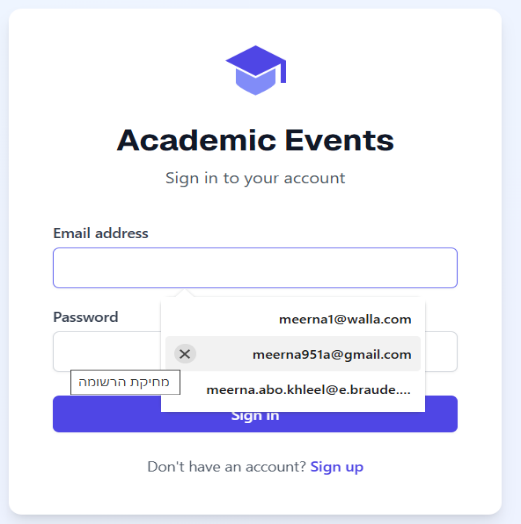 Academic Events
Sign in to your account
Email address
meerna1@walla.com
Password
meerna951a@gmail.com
מחיקת הרשומה
meerna.abo.khleel@e.braude....
Sign in
Don't have an account? Sign up